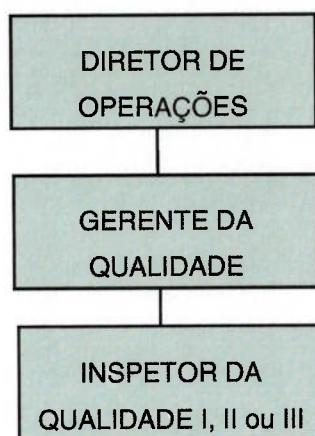 DIRETOR DE
OPERAÇÕES
GERENTE DA
QUALIDADE
INSPETOR DA
QUALIDADE I, II ou III